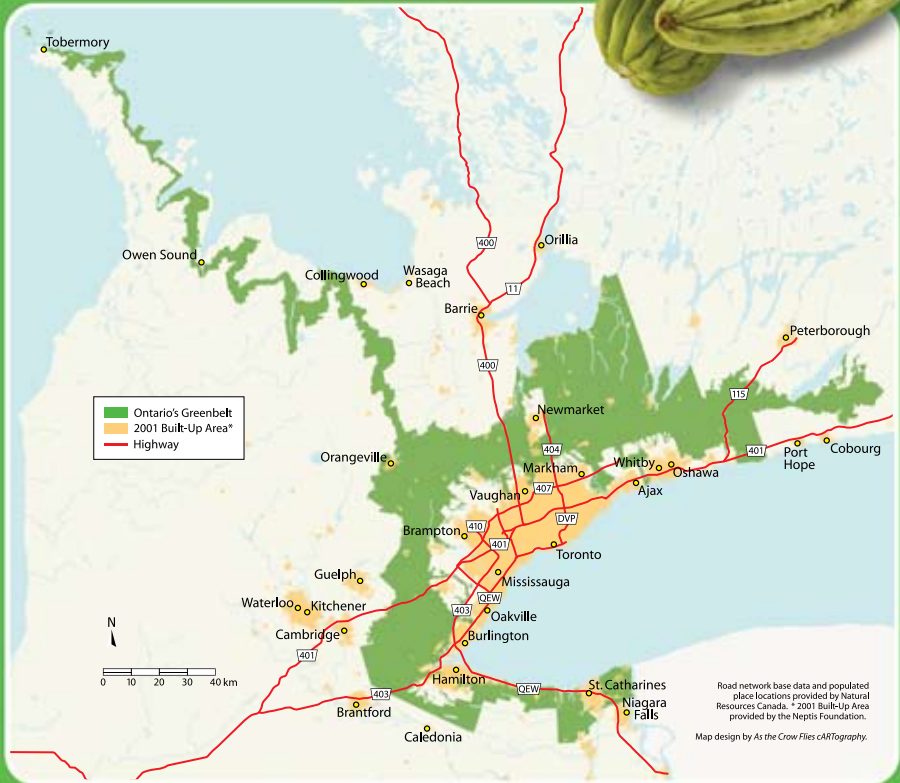 Tobermory
Owen Sound
Collingwood
Wasaga
Beach
400
Orillia
11
Barrie
400
Peterborough
115
Ontario's Greenbelt
2001 Built-Up Area*
Highway
Newmarket
404
Orangeville
Markham
Whitby
Oshawa
401
Port
Hope
Cobourg
Vaughan
407
Ajax
Brampton
410
DVP
401
Toronto
Guelph
Mississauga
Waterloo
Kitchener
QEW
403
Oakville
Cambridge
Burlington
N
401
0 10 20 30 40 km
Hamilton
403
QEW
St. Catharines
Niagara
Falls
Brantford
Caledonia
Road network base data and populated
place locations provided by Natural
Resources Canada. * 2001 Built-Up Area
provided by the Neptis Foundation.
Map design by As the Crow Flies cARTography.